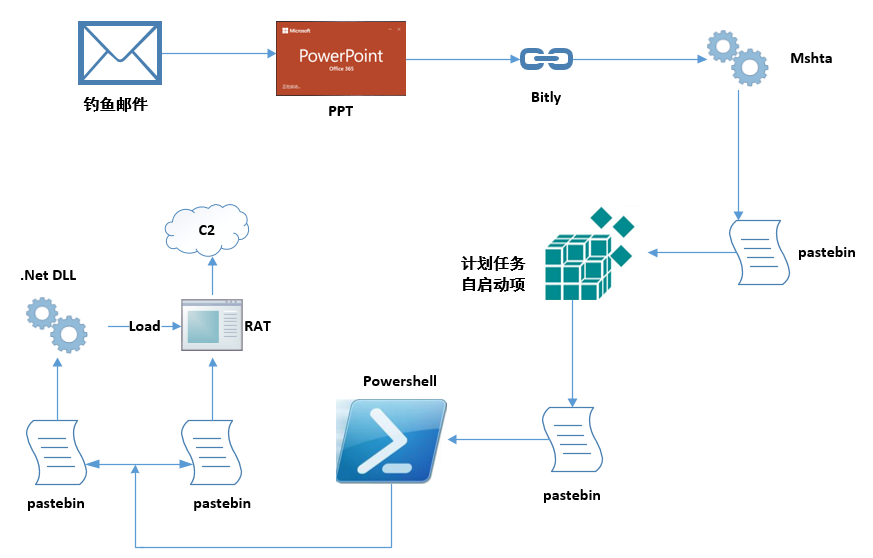 Microsoft
PowerPoint
Office 365
钓鱼邮件
PPT
Bitly
Mshta
pastebin
计划任务
自启动项
C2
.Net DLL
Load
RAT
Powershell
pastebin
pastebin
pastebin